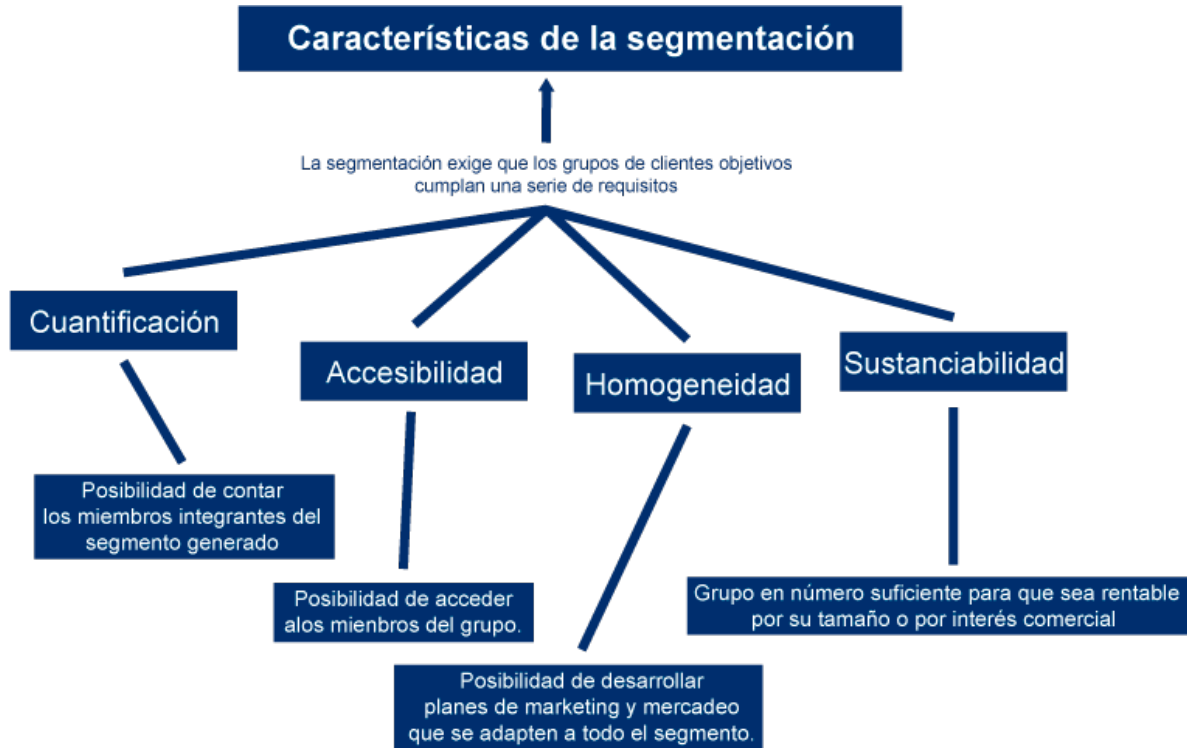 Características de la segmentación
La segmentación exige que los grupos de clientes objetivos
cumplan una serie de requisitos
Cuantificación
Accesibilidad
Homogeneidad
Sustanciabilidad
Posibilidad de contar
los miembros integrantes del
segmento generado
Posibilidad de acceder
alos mienbros del grupo.
Posibilidad de desarrollar
planes de marketing y mercadeo
que se adapten a todo el segmento.
Grupo en número suficiente para que sea rentable
por su tamaño o por interés comercial